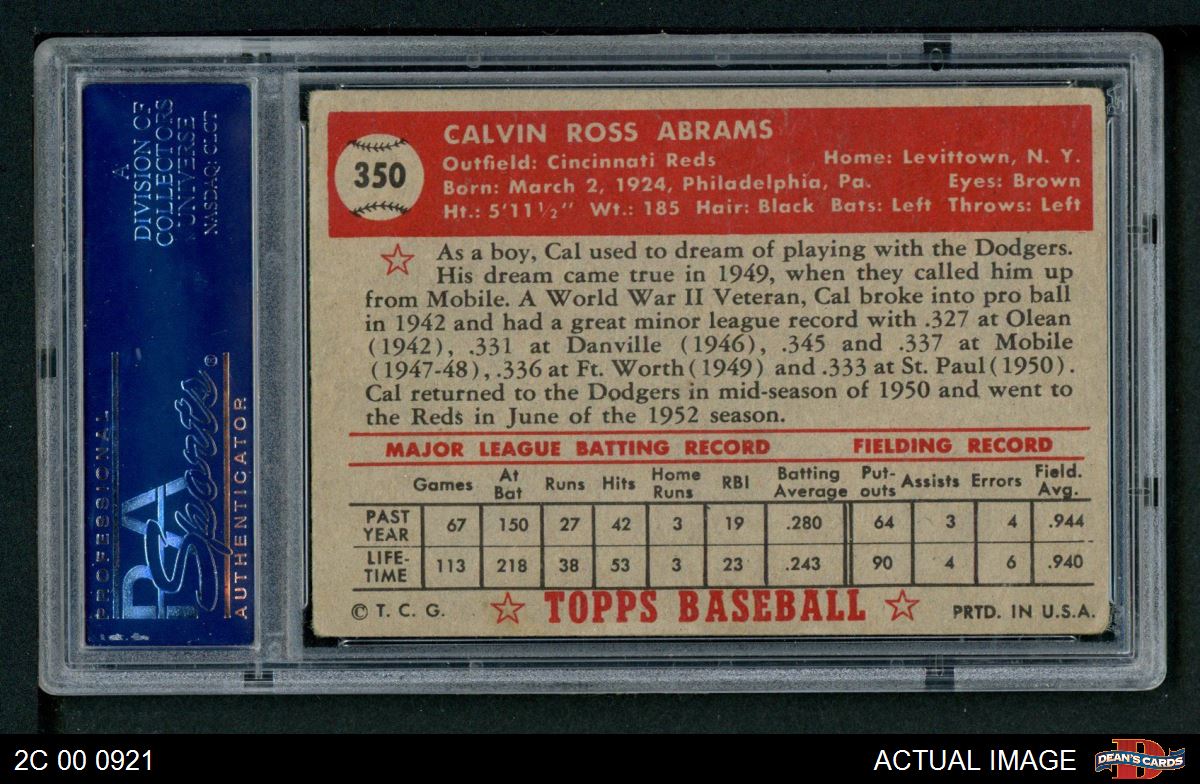 A
DIVISION OF
COLLECTORS
UNIVERSE
NASDAQ: CLCT
PROFESSIONAL
PSA
Sports®
AUTHENTICATOR
350
CALVIN ROSS ABRAMS
Outfield: Cincinnati Reds Home: Levittown, N. Y.
Born: March 2, 1924, Philadelphia, Pa. Eyes: Brown
Ht.: 5'11½" Wt.: 185 Hair: Black Bats: Left Throws: Left
As a boy, Cal used to dream of playing with the Dodgers.
His dream came true in 1949, when they called him up
from Mobile. A World War II Veteran, Cal broke into pro ball
in 1942 and had a great minor league record with .327 at Olean
(1942), .331 at Danville (1946), .345 and .337 at Mobile
(1947-48), .336 at Ft. Worth (1949) and .333 at St. Paul (1950).
Cal returned to the Dodgers in mid-season of 1950 and went to
the Reds in June of the 1952 season.
MAJOR LEAGUE BATTING RECORD FIELDING RECORD
Games At Bat Runs Hits Home Runs RBI Batting Average Put-outs Assists Errors Field. Avg.
PAST YEAR 67 150 27 42 3 19 .280 64 3 4 .944
LIFE-TIME 113 218 38 53 3 23 .243 90 4 6 .940
© T. C. G. TOPPS BASEBALL PRTD. IN U.S.A.
2C 00 0921 ACTUAL IMAGE DEAN'S CARDS